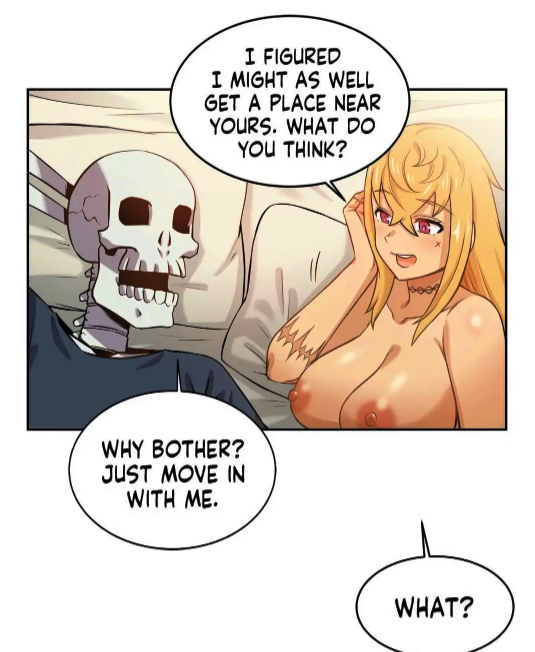 I FIGURED
I MIGHT AS WELL
GET A PLACE NEAR
YOURS. WHAT DO
YOU THINK?
WHY BOTHER?
JUST MOVE IN
WITH ME.
WHAT?